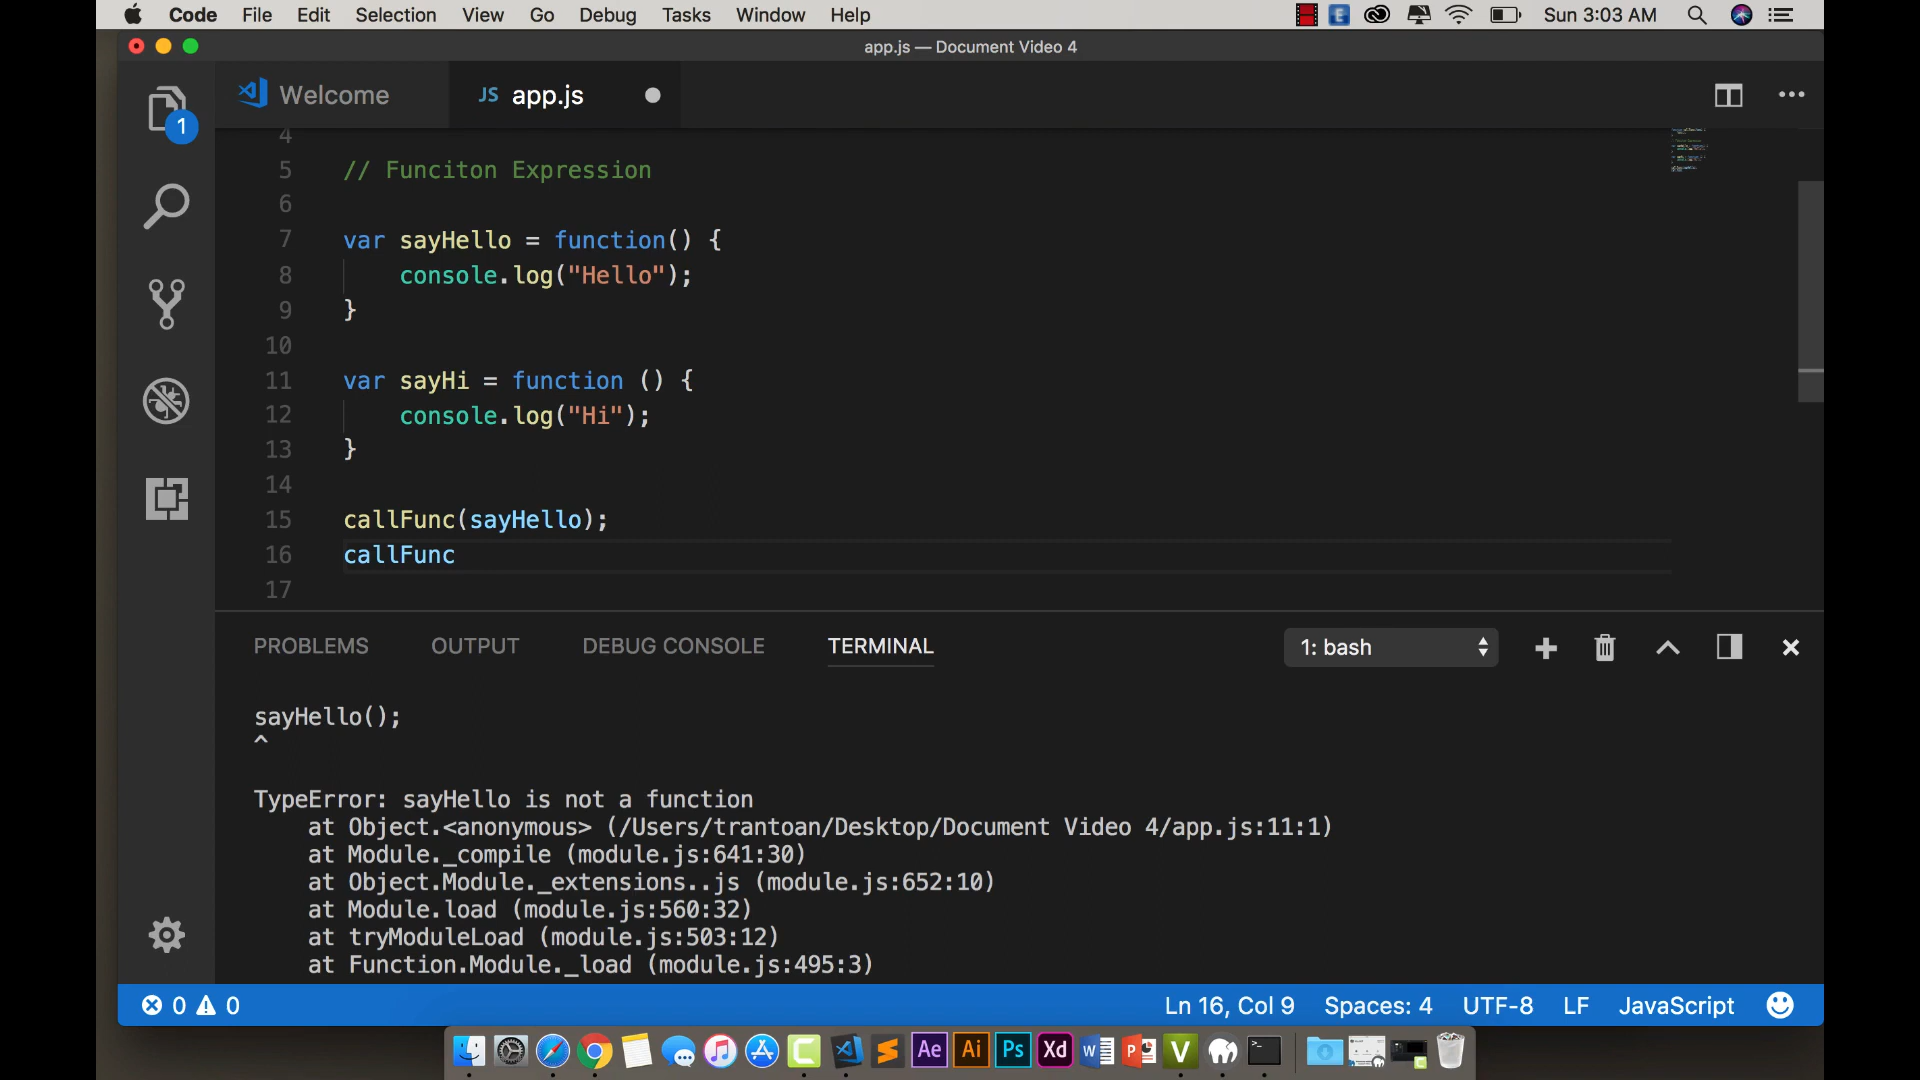 Code File Edit Selection View Go Debug Tasks Window Help Sun 3:03 AM
app.js — Document Video 4
Welcome JS app.js
1
4
5 // Funciton Expression
6
7 var sayHello = function() {
8 console.log("Hello");
9 }
10
11 var sayHi = function () {
12 console.log("Hi");
13 }
14
15 callFunc(sayHello);
16 callFunc
17
PROBLEMS OUTPUT DEBUG CONSOLE TERMINAL 1: bash
sayHello();
^
TypeError: sayHello is not a function
at Object.<anonymous> (/Users/trantoan/Desktop/Document Video 4/app.js:11:1)
at Module._compile (module.js:641:30)
at Object.Module._extensions..js (module.js:652:10)
at Module.load (module.js:560:32)
at tryModuleLoad (module.js:503:12)
at Function.Module._load (module.js:495:3)
0 0 Ln 16, Col 9 Spaces: 4 UTF-8 LF JavaScript
Ae Ai Ps Xd W P V